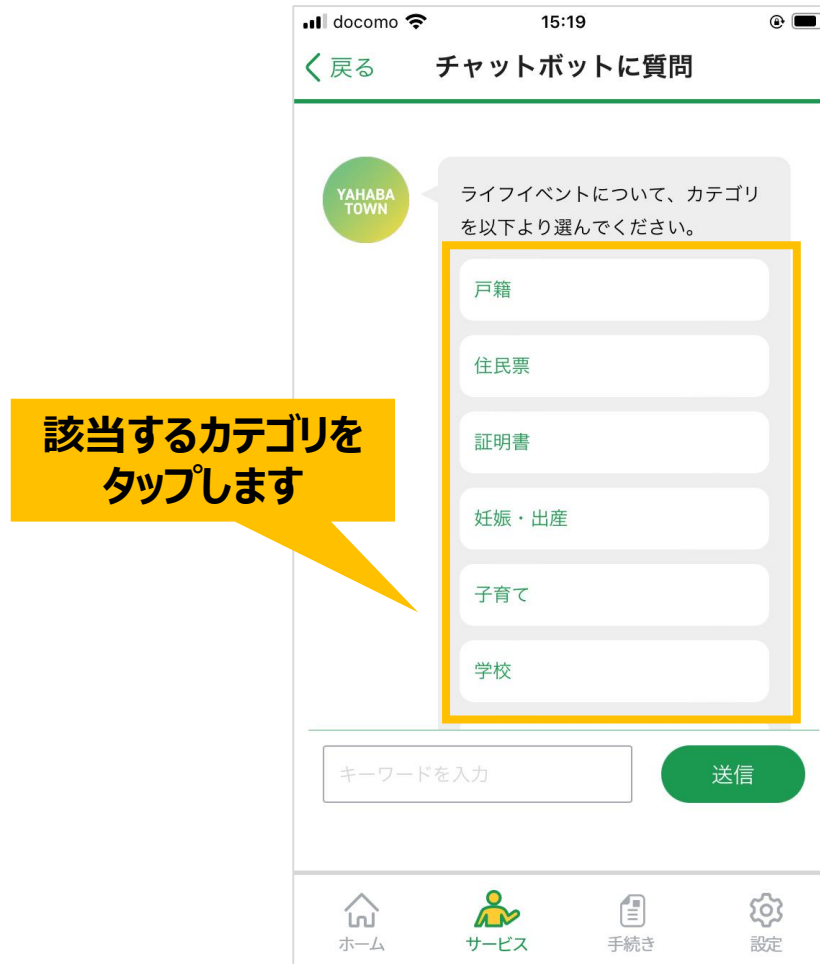 docomo 15:19
戻る チャットボットに質問
YAHABA
TOWN
ライフイベントについて、カテゴリ
を以下より選んでください。
戸籍
住民票
証明書
妊娠・出産
子育て
学校
該当するカテゴリを
タップします
キーワードを入力 送信
ホーム サービス 手続き 設定